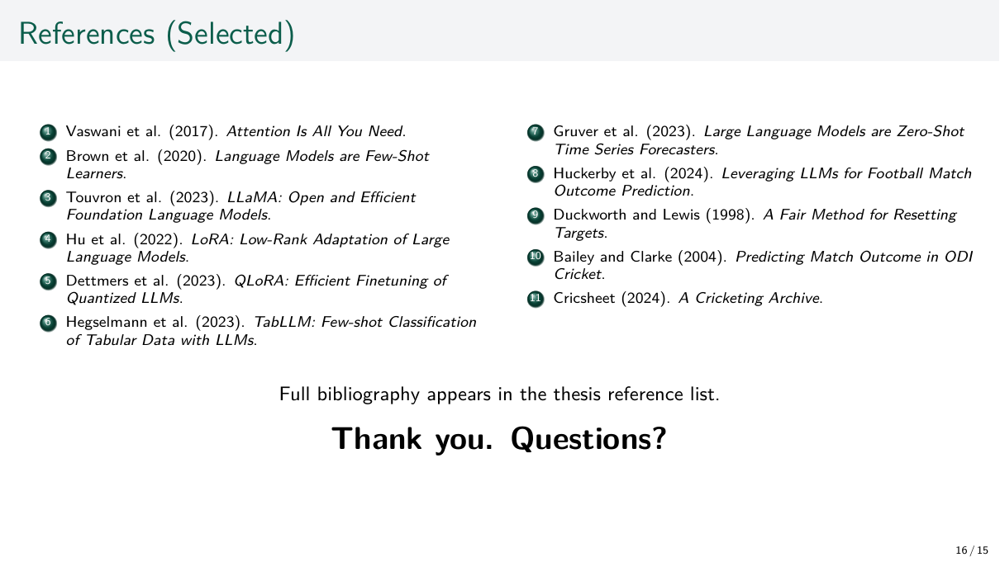 References (Selected)
1 Vaswani et al. (2017). Attention Is All You Need.
2 Brown et al. (2020). Language Models are Few-Shot
Learners.
3 Touvron et al. (2023). LLaMA: Open and Efficient
Foundation Language Models.
4 Hu et al. (2022). LoRA: Low-Rank Adaptation of Large
Language Models.
5 Dettmers et al. (2023). QLoRA: Efficient Finetuning of
Quantized LLMs.
6 Hegselmann et al. (2023). TabLLM: Few-shot Classification
of Tabular Data with LLMs.
7 Gruver et al. (2023). Large Language Models are Zero-Shot
Time Series Forecasters.
8 Huckerby et al. (2024). Leveraging LLMs for Football Match
Outcome Prediction.
9 Duckworth and Lewis (1998). A Fair Method for Resetting
Targets.
10 Bailey and Clarke (2004). Predicting Match Outcome in ODI
Cricket.
11 Cricsheet (2024). A Cricketing Archive.
Full bibliography appears in the thesis reference list.
Thank you. Questions?
16 / 15